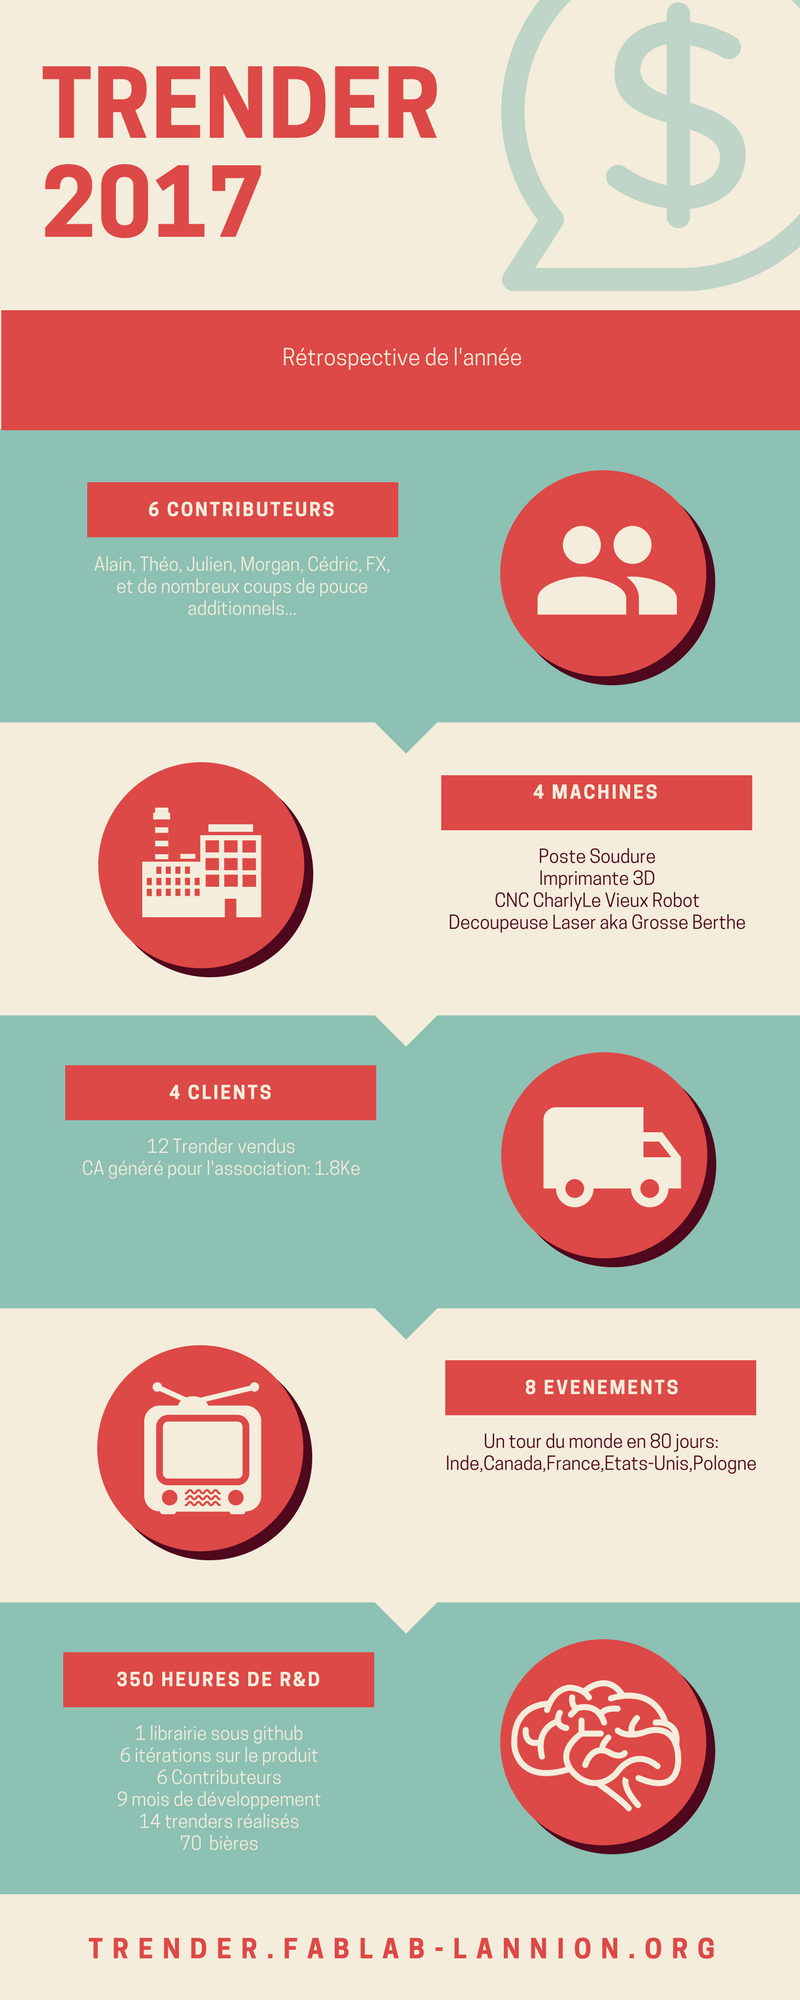 TRENDER
2017
Rétrospective de l'année
6 CONTRIBUTEURS
Alain, Théo, Julien, Morgan, Cédric, FX,
et de nombreux coups de pouce
additionnels...
4 MACHINES
Poste Soudure
Imprimante 3D
CNC CharlyLe Vieux Robot
Decoupeuse Laser aka Grosse Berthe
4 CLIENTS
12 Trender vendus
CA généré pour l'association: 1.8Ke
8 EVENEMENTS
Un tour du monde en 80 jours:
Inde,Canada,France,Etats-Unis,Pologne
350 HEURES DE R&D
1 librairie sous github
6 itérations sur le produit
6 Contributeurs
9 mois de développement
14 trenders réalisés
70 bières
TRENDER.FABLAB-LANNION.ORG